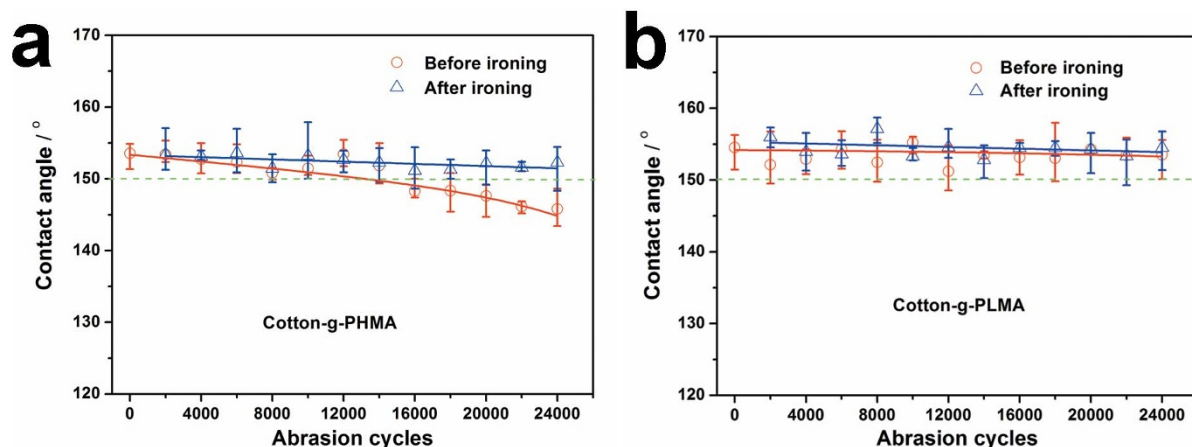 a
170
160
150
140
130
120
Contact angle / °
Before ironing
After ironing
Cotton-g-PHMA
0 4000 8000 12000 16000 20000 24000
Abrasion cycles
b
170
160
150
140
130
120
Contact angle / °
Before ironing
After ironing
Cotton-g-PLMA
0 4000 8000 12000 16000 20000 24000
Abrasion cycles